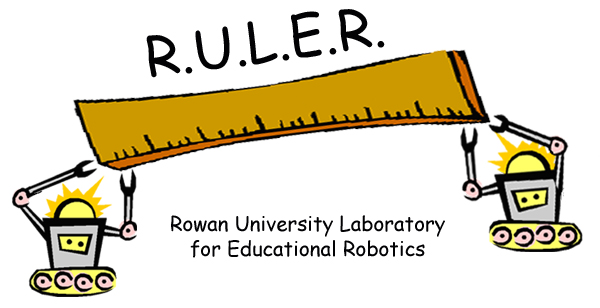 R.U.L.E.R.
Rowan University Laboratory
for Educational Robotics